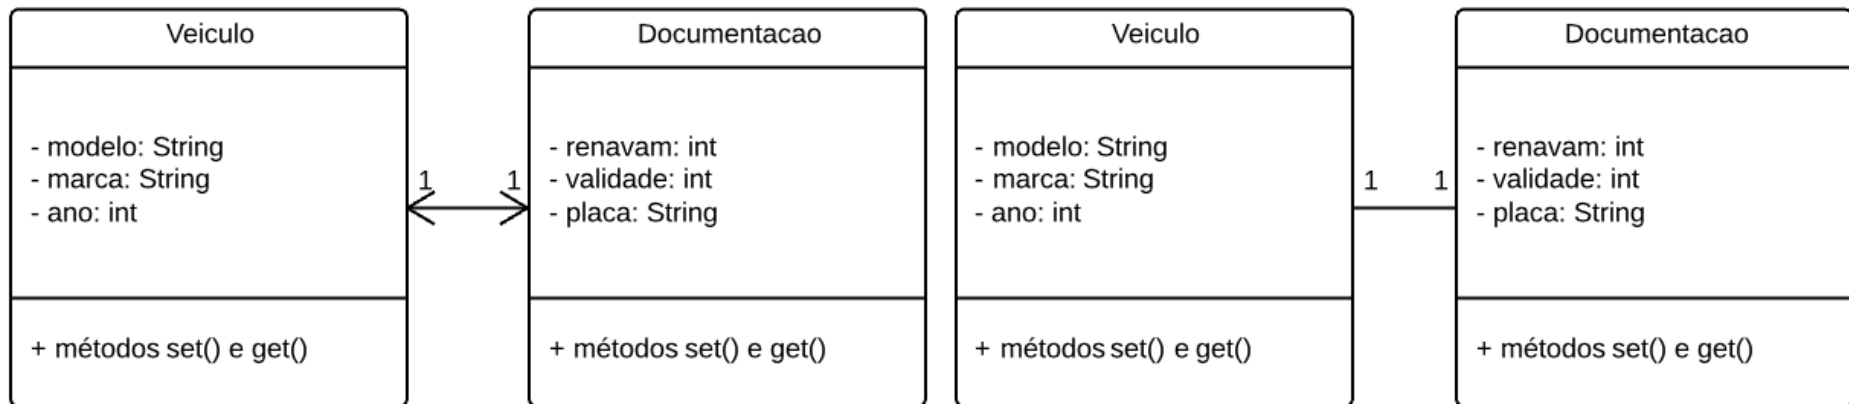 Veiculo
- modelo: String
- marca: String
- ano: int
+ métodos set() e get()
1 1
Documentacao
- renavam: int
- validade: int
- placa: String
+ métodos set() e get()
Veiculo
- modelo: String
- marca: String
- ano: int
+ métodos set() e get()
1 1
Documentacao
- renavam: int
- validade: int
- placa: String
+ métodos set() e get()